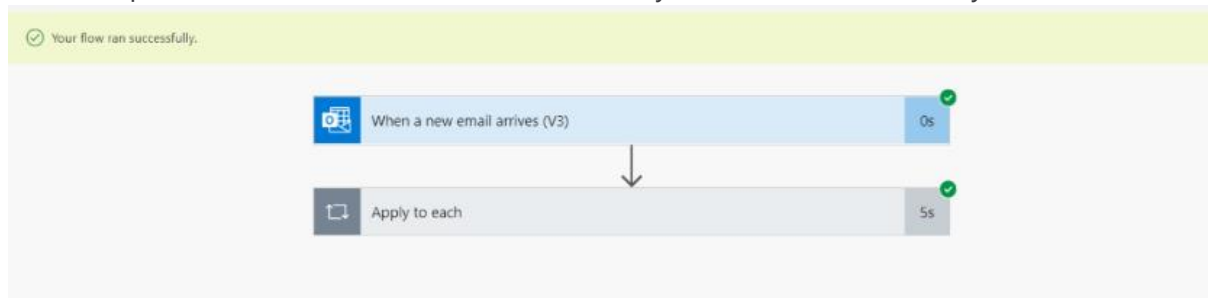 Your flow ran successfully.
When a new email arrives (V3)
0s
Apply to each
5s